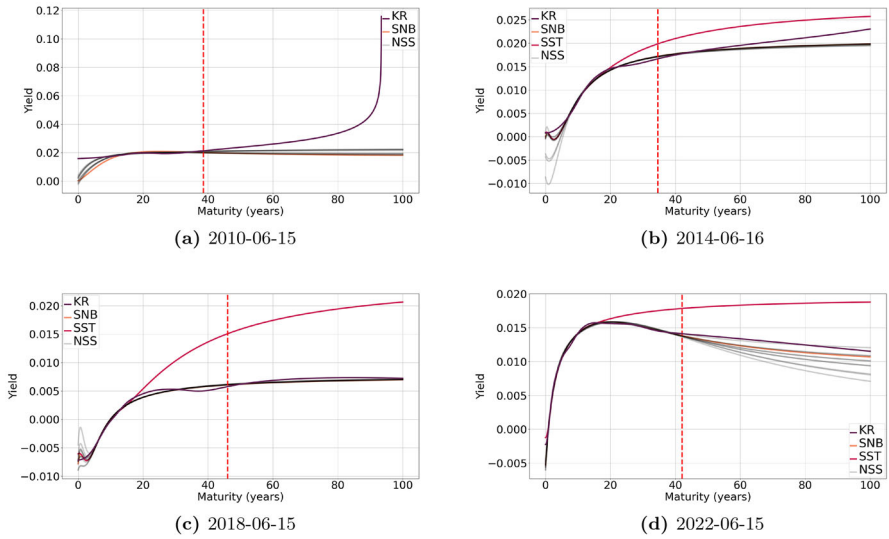 0.12
0.10
0.08
0.06
0.04
0.02
0.00
Yield
KR
SNB
NSS
0 20 40 60 80 100
Maturity (years)
(a) 2010-06-15
0.025
0.020
0.015
0.010
0.005
0.000
−0.005
−0.010
Yield
KR
SNB
SST
NSS
0 20 40 60 80 100
Maturity (years)
(b) 2014-06-16
0.020
0.015
0.010
0.005
0.000
−0.005
−0.010
Yield
KR
SNB
SST
NSS
0 20 40 60 80 100
Maturity (years)
(c) 2018-06-15
0.020
0.015
0.010
0.005
0.000
−0.005
Yield
KR
SNB
SST
NSS
0 20 40 60 80 100
Maturity (years)
(d) 2022-06-15